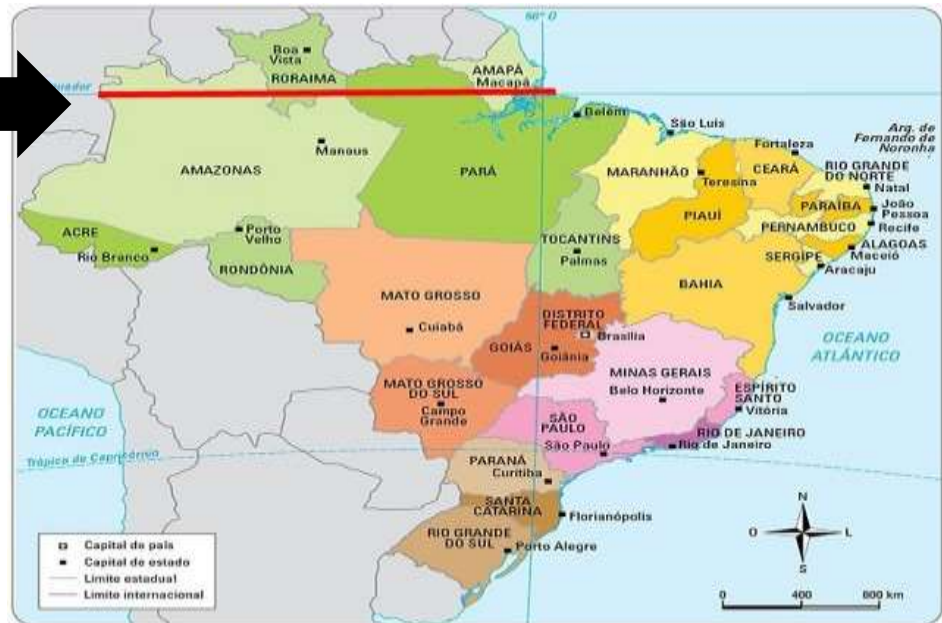 Boa
Vista
RORAIMA
AMAPÁ
Macapá
Belém
São Luís
Fortaleza
Arq. de
Fernando de
Noronha
Manaus
AMAZONAS
PARÁ
MARANHÃO
Teresina
CEARÁ
RIO GRANDE
DO NORTE
Natal
PARAÍBA
João
Pessoa
PIAUÍ
PERNAMBUCO
Recife
ACRE
Rio Branco
Porto
Velho
RONDÔNIA
TOCANTINS
Palmas
ALAGOAS
Maceió
SERGIPE
Aracaju
MATO GROSSO
Cuiabá
BAHIA
Salvador
DISTRITO
FEDERAL
Brasília
GOIÁS
Goiânia
OCEANO
ATLÂNTICO
MINAS GERAIS
Belo Horizonte
ESPÍRITO
SANTO
Vitória
MATO GROSSO
DO SUL
Campo
Grande
OCEANO
PACÍFICO
SÃO
PAULO
São Paulo
RIO DE JANEIRO
Rio de Janeiro
Trópico de Capricórnio
PARANÁ
Curitiba
SANTA
CATARINA
Florianópolis
RIO GRANDE
DO SUL
Porto Alegre
N
O
L
S
Capital de país
Capital de estado
Limite estadual
Limite internacional
0 400 800 km